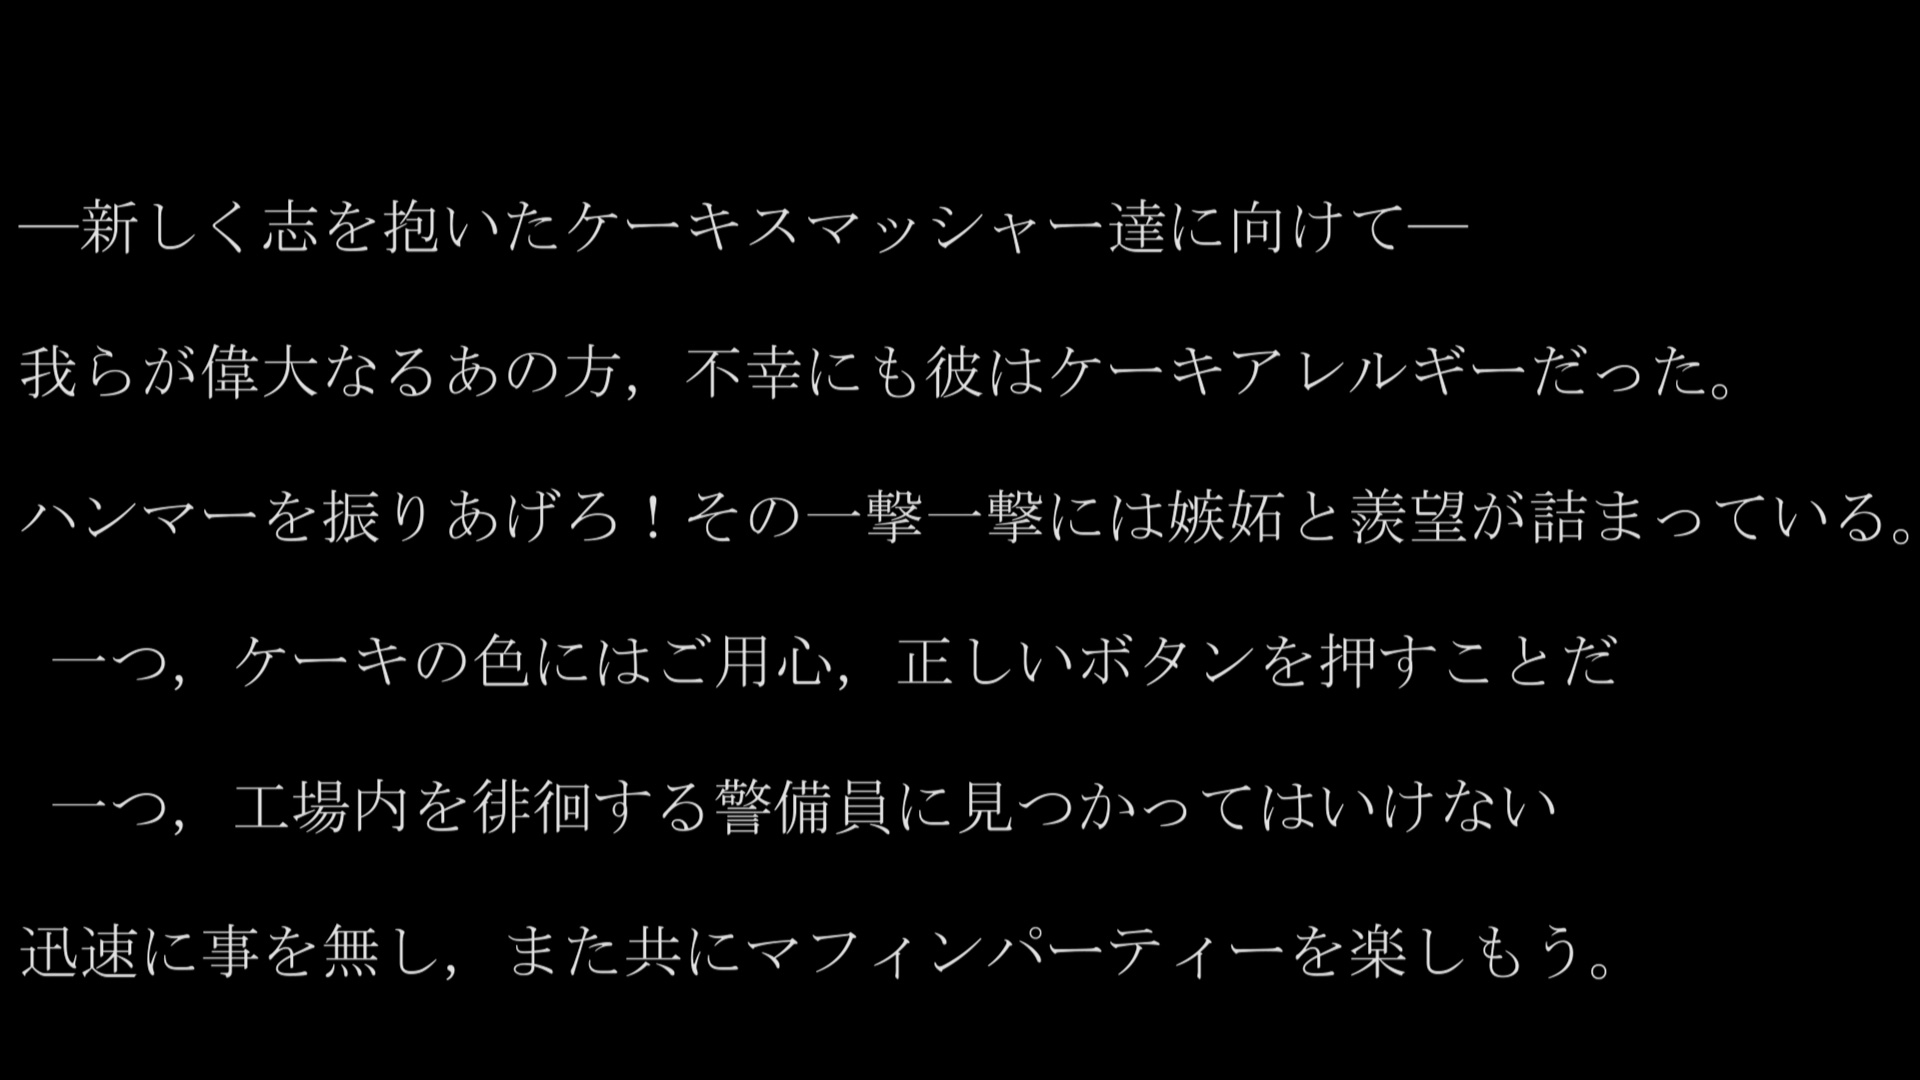 ―新しく志を抱いたケーキスマッシャー達に向けて―
我らが偉大なるあの方，不幸にも彼はケーキアレルギーだった。
ハンマーを振りあげろ！その一撃一撃には嫉妬と羨望が詰まっている。
一つ，ケーキの色にはご用心，正しいボタンを押すことだ
一つ，工場内を徘徊する警備員に見つかってはいけない
迅速に事を無し，また共にマフィンパーティーを楽しもう。